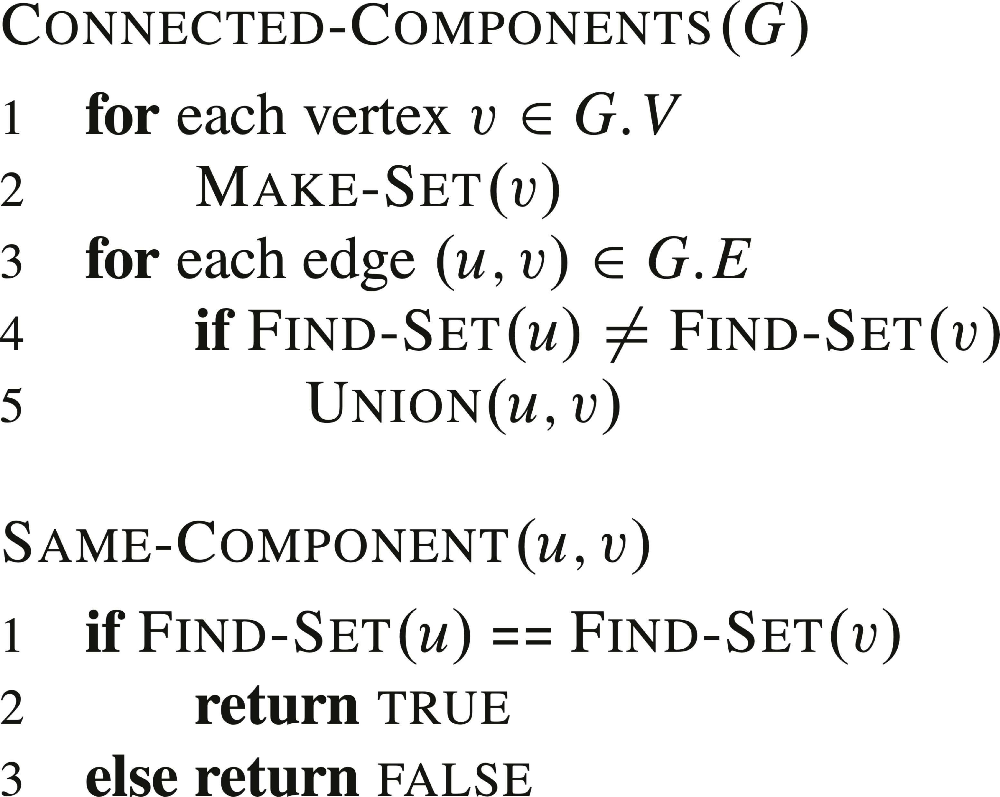 CONNECTED-COMPONENTS(G)
1 for each vertex v ∈ G.V
2 MAKE-SET(v)
3 for each edge (u, v) ∈ G.E
4 if FIND-SET(u) ≠ FIND-SET(v)
5 UNION(u, v)
SAME-COMPONENT(u, v)
1 if FIND-SET(u) == FIND-SET(v)
2 return TRUE
3 else return FALSE